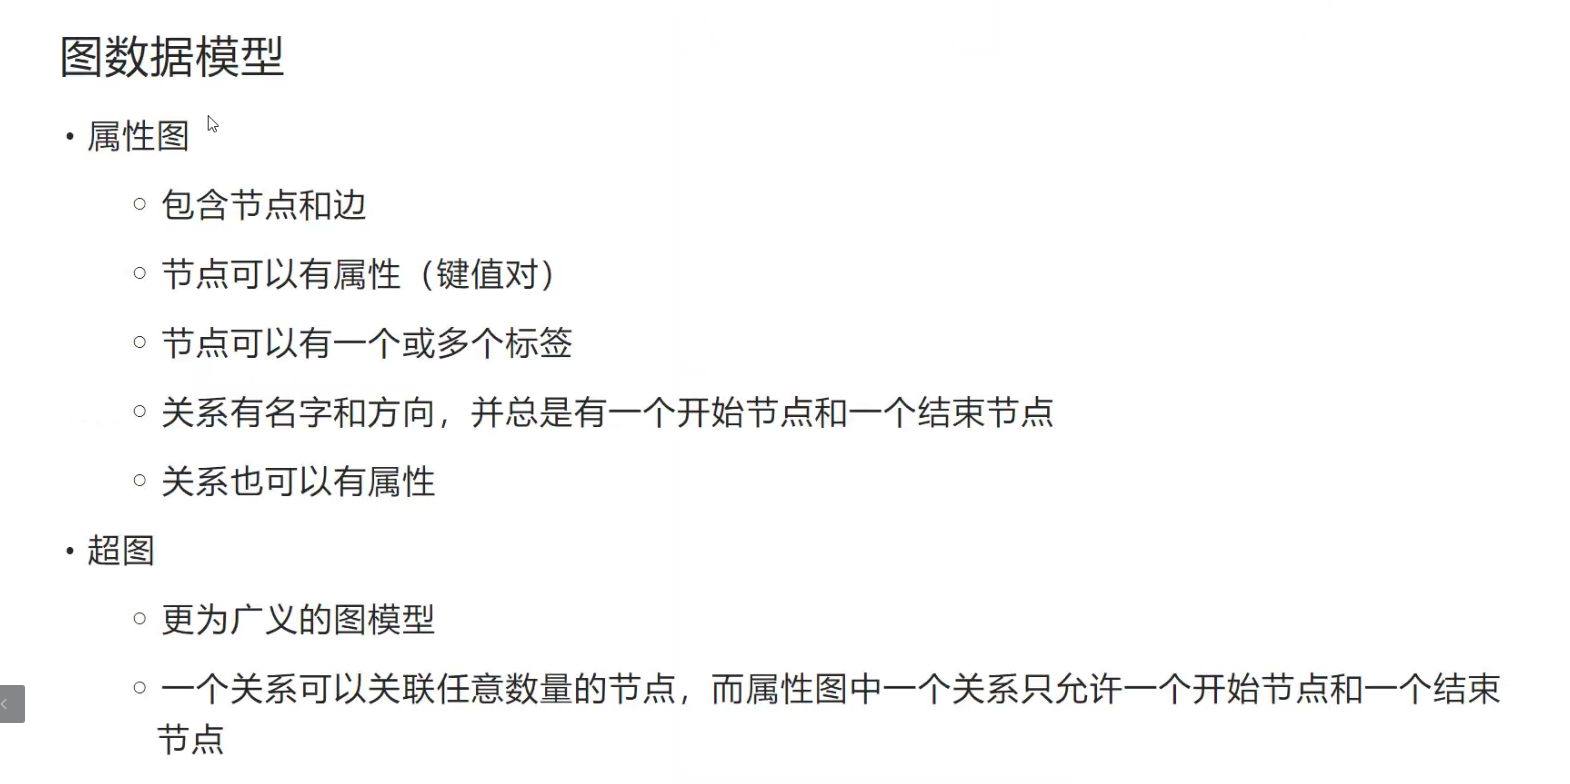 图数据模型
• 属性图
○ 包含节点和边
○ 节点可以有属性（键值对）
○ 节点可以有一个或多个标签
○ 关系有名字和方向，并总是有一个开始节点和一个结束节点
○ 关系也可以有属性
• 超图
○ 更为广义的图模型
○ 一个关系可以关联任意数量的节点，而属性图中一个关系只允许一个开始节点和一个结束
节点